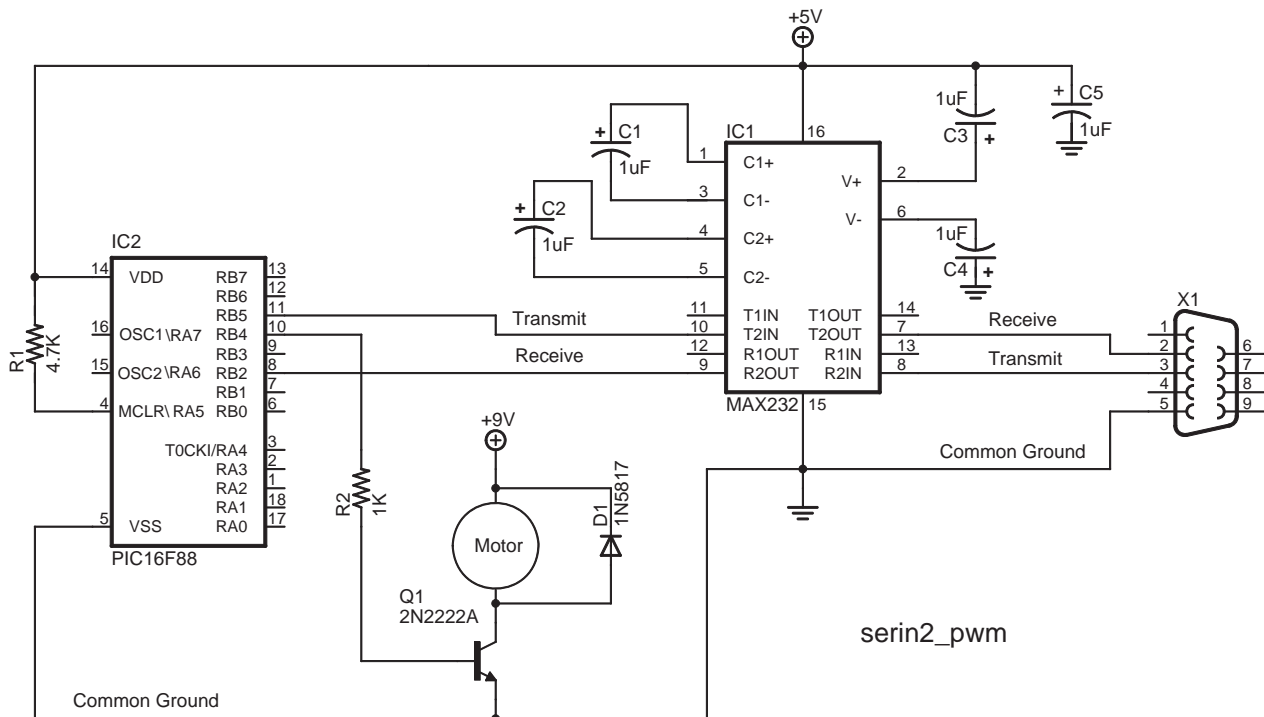 +5V
1uF
C3
+
+
C5
1uF
IC1
16
+
C1
1uF
1
C1+
3
C1-
+
C2
1uF
4
C2+
5
C2-
V+
2
V-
6
1uF
C4
+
11
T1IN
T1OUT
14
Transmit
10
T2IN
T2OUT
7
Receive
12
R1OUT
R1IN
13
Receive
9
R2OUT
R2IN
8
Transmit
MAX232
15
X1
1
2
3
4
5
6
7
8
9
Common Ground
IC2
14
VDD
RB7
13
RB6
12
RB5
11
16
OSC1\RA7
RB4
10
RB3
9
15
OSC2\RA6
RB2
8
RB1
7
4
MCLR\RA5
RB0
6
T0CKI/RA4
3
RA3
2
RA2
1
RA1
18
5
VSS
RA0
17
PIC16F88
R1
4.7K
R2
1K
+9V
Motor
D1
1N5817
Q1
2N2222A
serin2_pwm
Common Ground